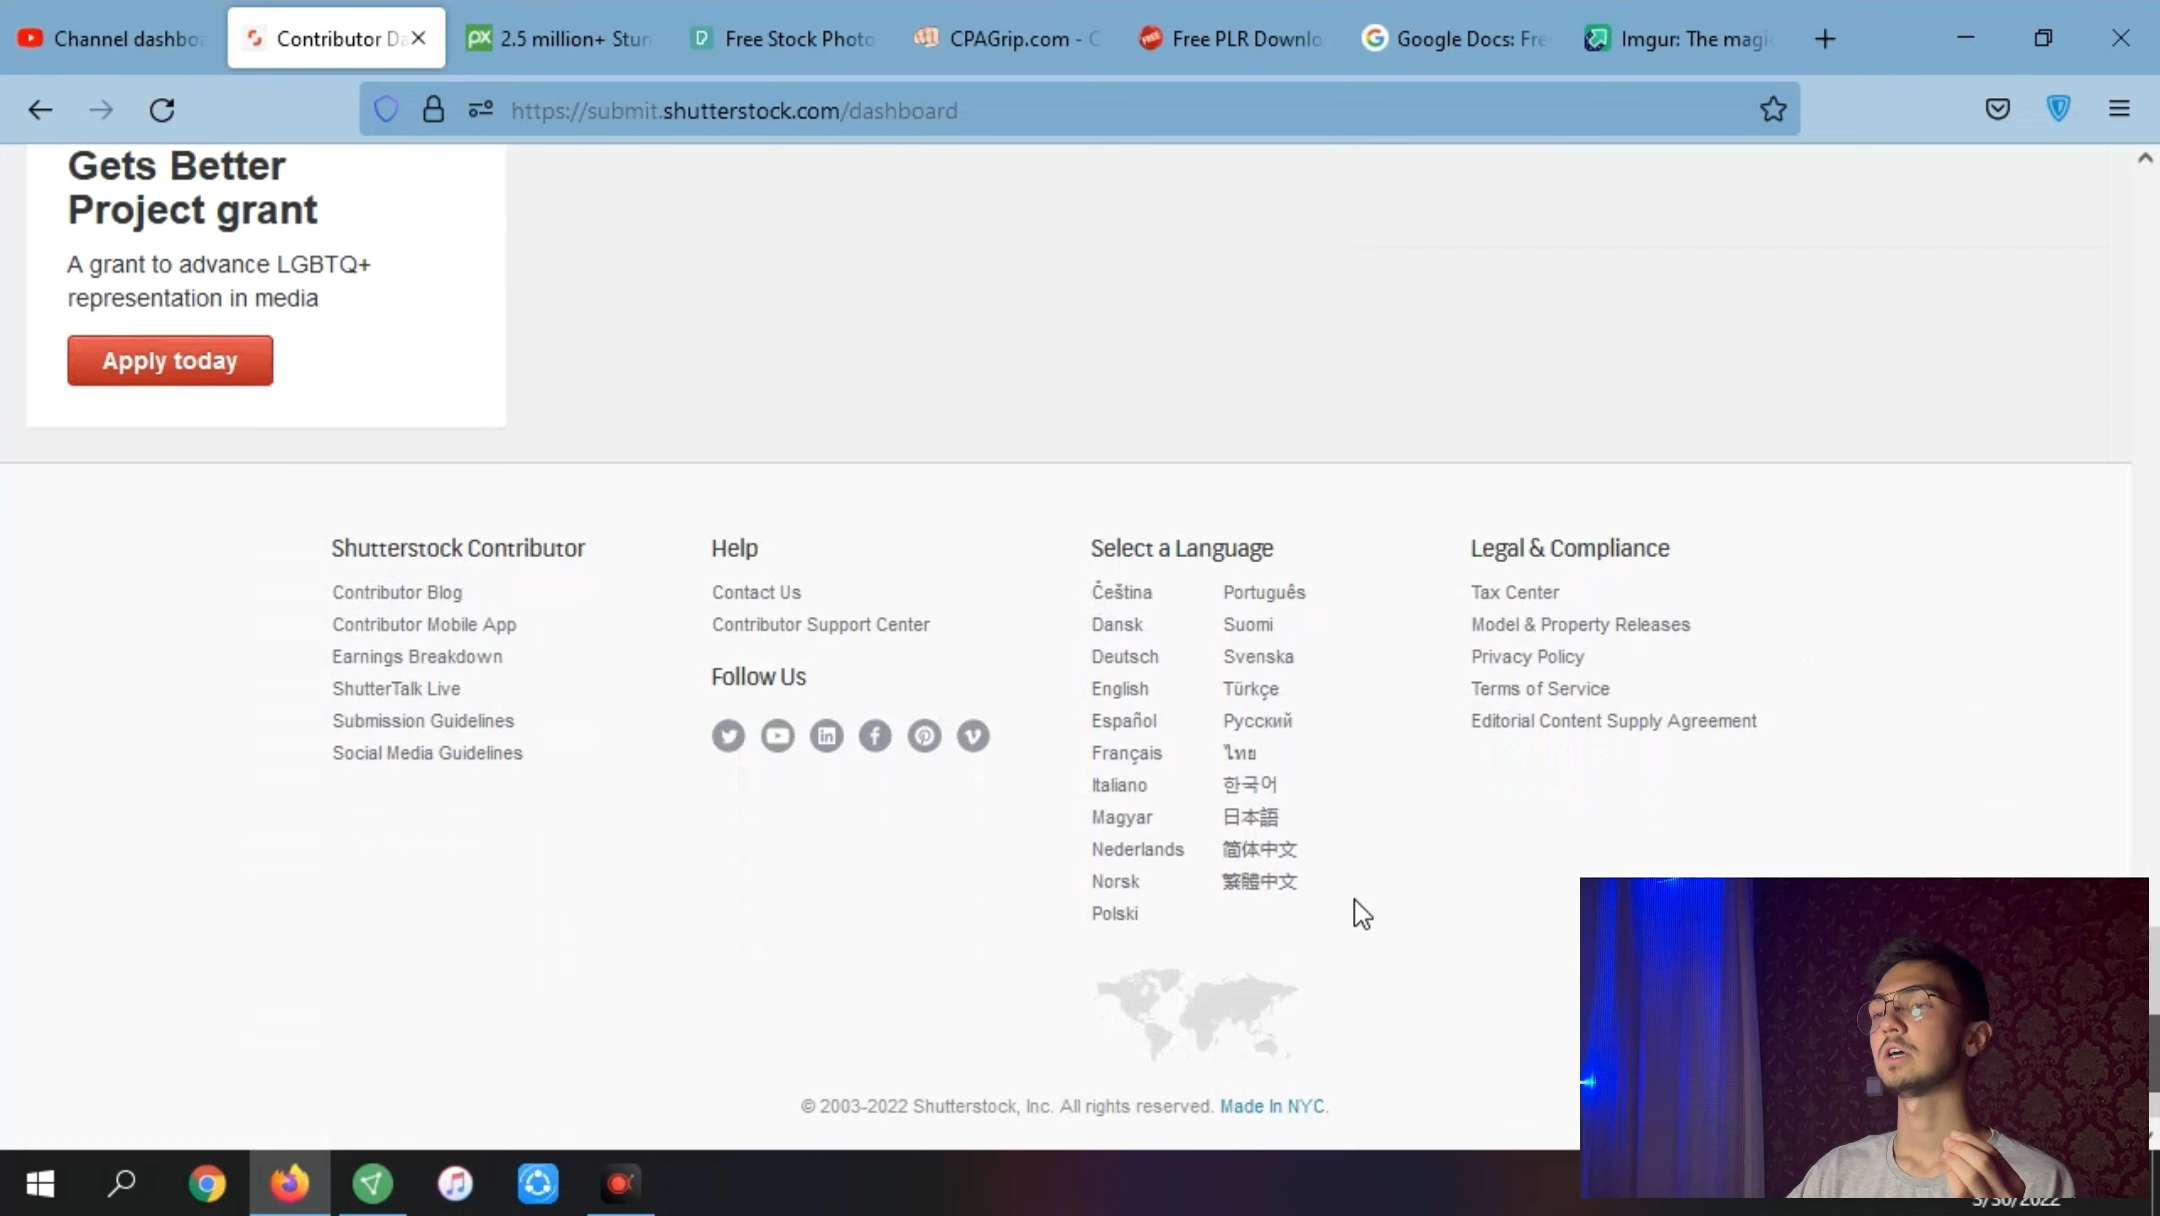 Channel dashbo
Contributor Da
PX
2.5 million+ Stun
D
Free Stock Photo
CPAGrip.com - C
FREE
Free PLR Downlo
Google Docs: Fre
Imgur: The magi
https://submit.shutterstock.com/dashboard
Gets Better
Project grant
A grant to advance LGBTQ+
representation in media
Apply today
Shutterstock Contributor
Contributor Blog
Contributor Mobile App
Earnings Breakdown
ShutterTalk Live
Submission Guidelines
Social Media Guidelines
Help
Contact Us
Contributor Support Center
Follow Us
Select a Language
Čeština
Dansk
Deutsch
English
Español
Français
Italiano
Magyar
Nederlands
Norsk
Polski
Português
Suomi
Svenska
Türkçe
Русский
ไทย
한국어
日本語
简体中文
繁體中文
Legal & Compliance
Tax Center
Model & Property Releases
Privacy Policy
Terms of Service
Editorial Content Supply Agreement
© 2003-2022 Shutterstock, Inc. All rights reserved. Made In NYC.
3/30/2022